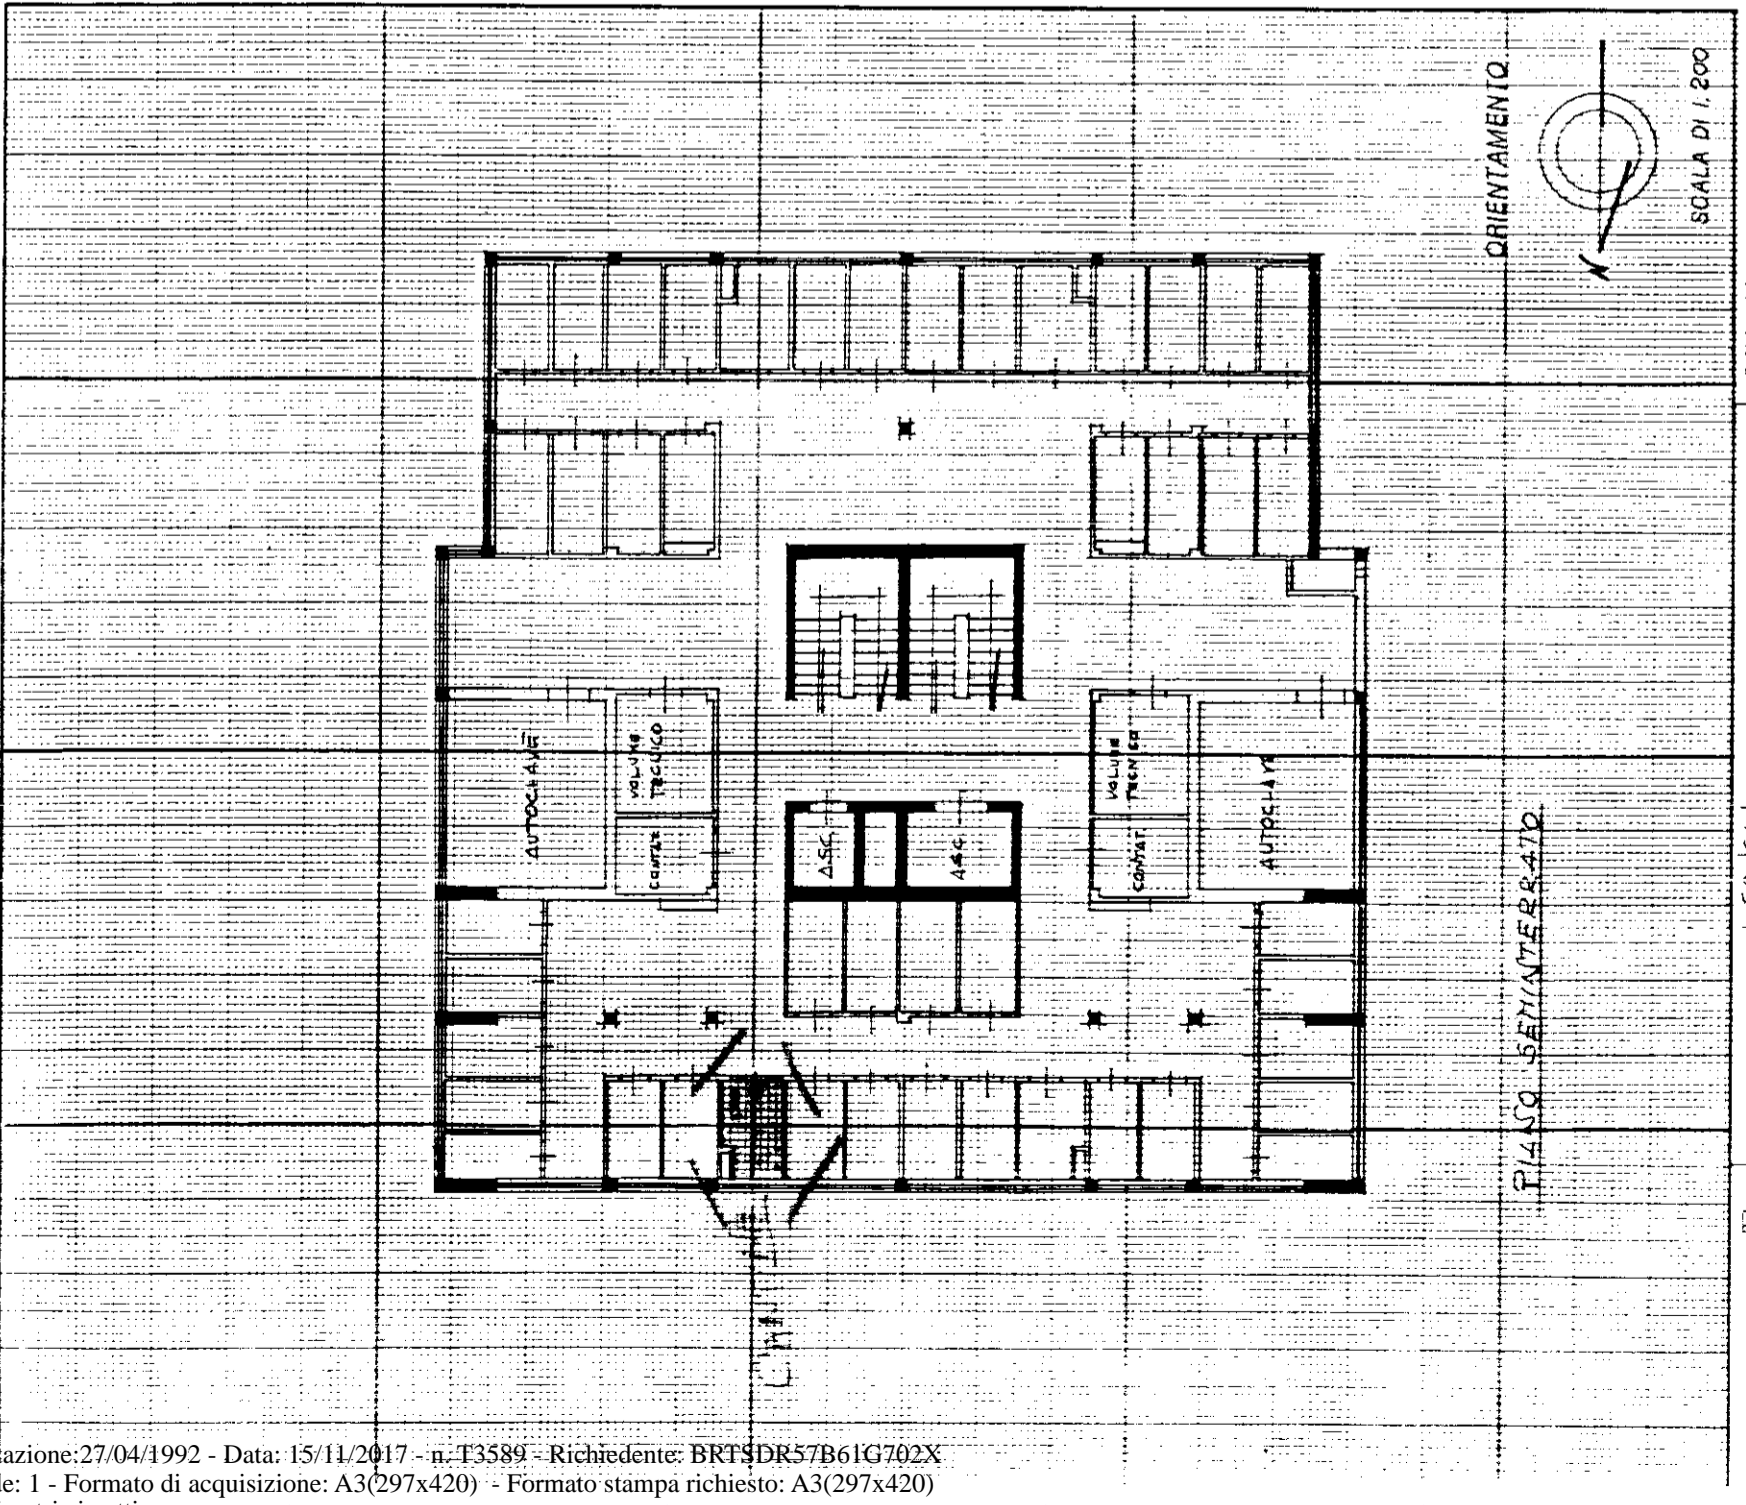 ORIENTAMENTO
N
SCALA DI 1.200
AUTOCLAVE
VOLUME
TECNICO
CONTAT
ASC.
ASC.
VOLUME
TECNICO
CONTAT.
AUTOCLAVE
PIANO SEMINTERRATO
CANTINA
azione:27/04/1992 - Data: 15/11/2017 - n. T3589 - Richiedente: BRTSDR57B61G702X
e: 1 - Formato di acquisizione: A3(297x420) - Formato stampa richiesto: A3(297x420)